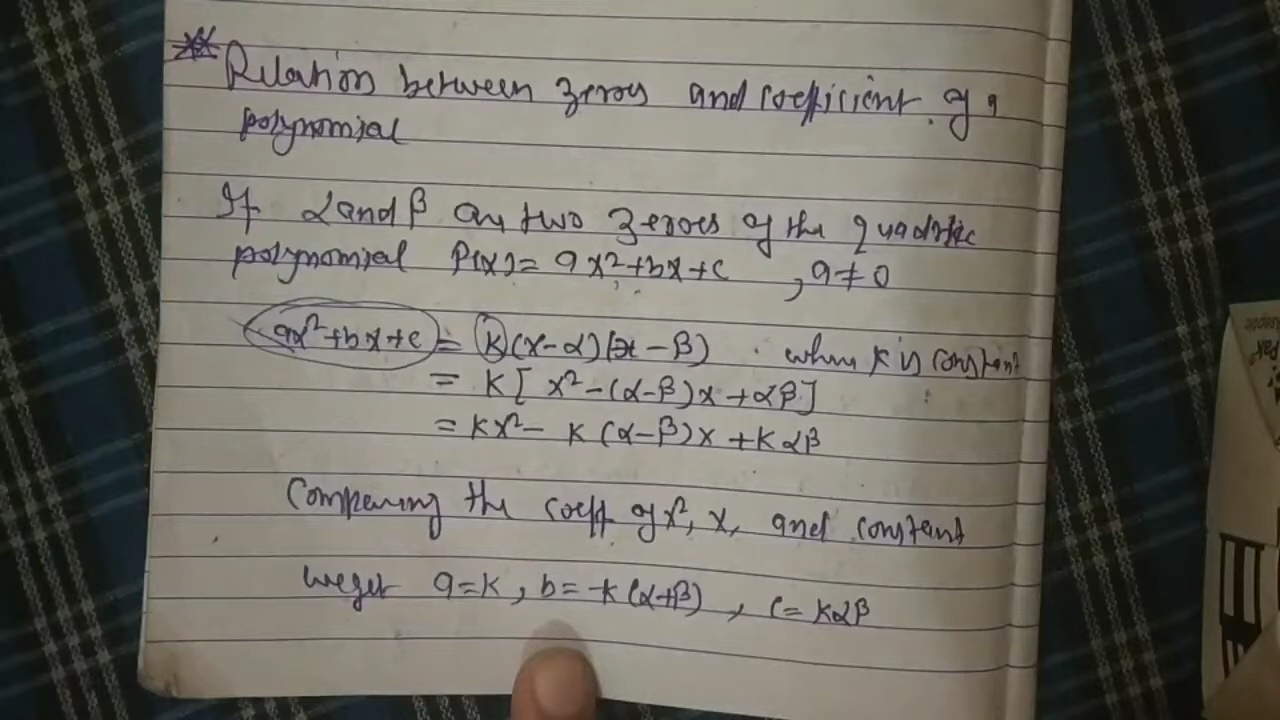 Relation between zeroes and coefficient of a
polynomial
If α and β are two zeroes of the quadratic
polynomial P(x) = ax²+bx+c , a≠0
ax²+bx+c = k(x-α)(x-β) . where k is constant
= k[x²-(α-β)x+αβ]
= kx²- k(α-β)x + kαβ
Comparing the coeff of x², x, and constant
we get a=k, b=-k(α+β), c=kαβ